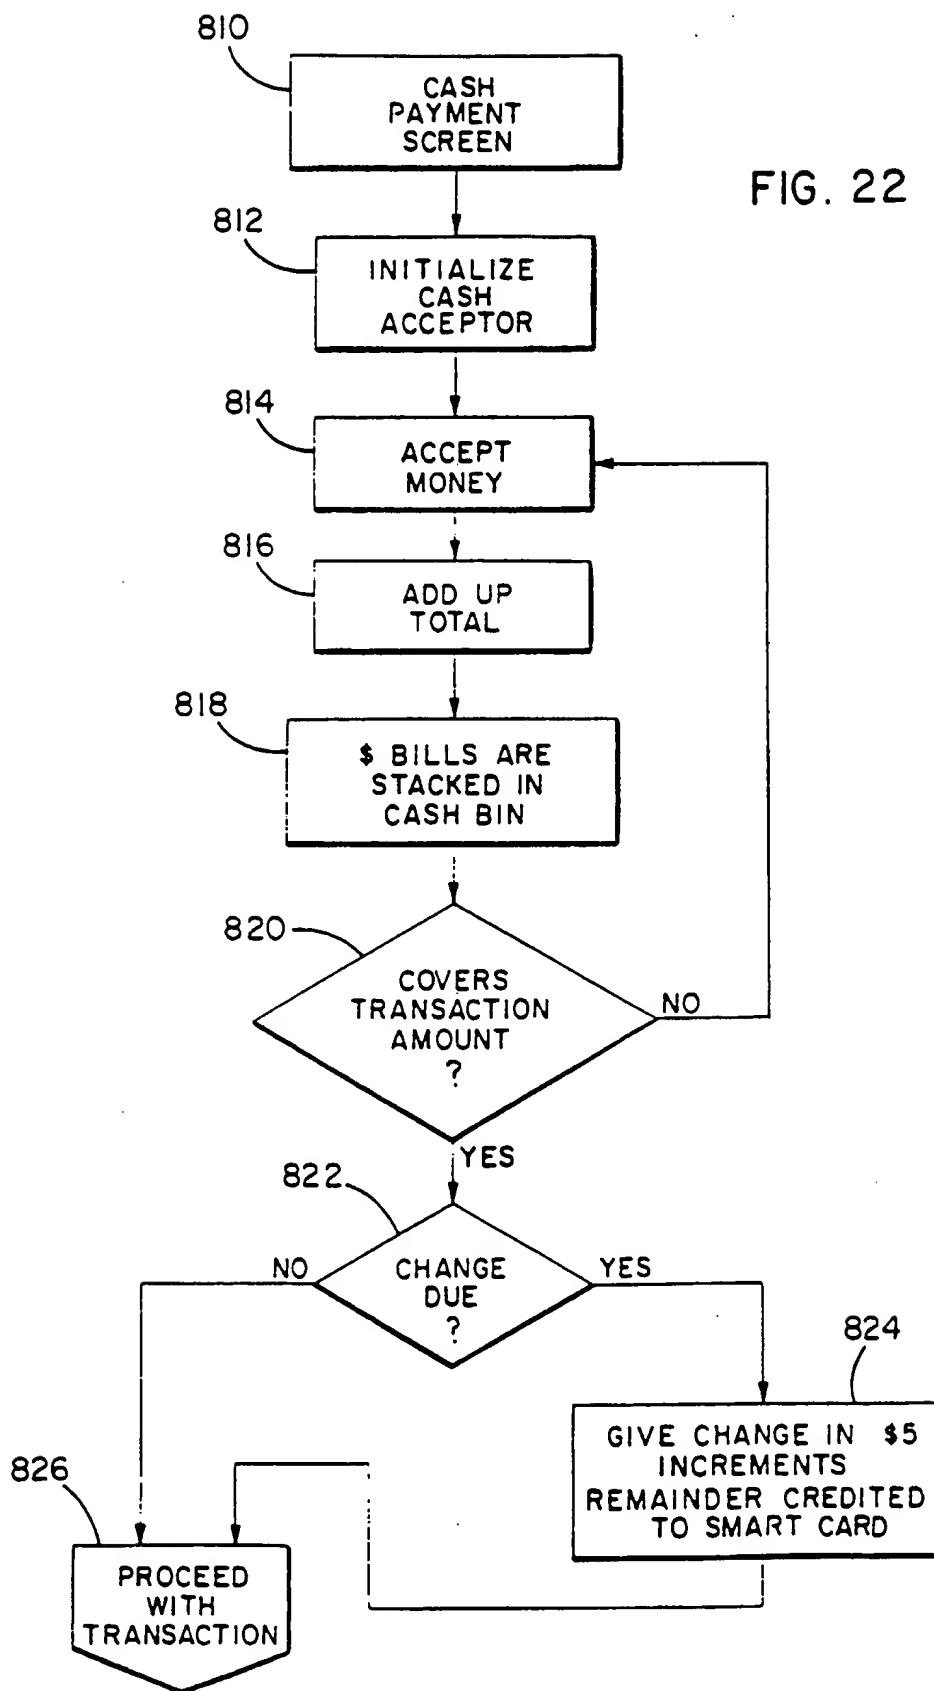 810
CASH
PAYMENT
SCREEN
FIG. 22
812
INITIALIZE
CASH
ACCEPTOR
814
ACCEPT
MONEY
816
ADD UP
TOTAL
818
$ BILLS ARE
STACKED IN
CASH BIN
820
COVERS
TRANSACTION
AMOUNT
?
NO
YES
822
NO
CHANGE
DUE
?
YES
824
GIVE CHANGE IN $5
INCREMENTS
REMAINDER CREDITED
TO SMART CARD
826
PROCEED
WITH
TRANSACTION